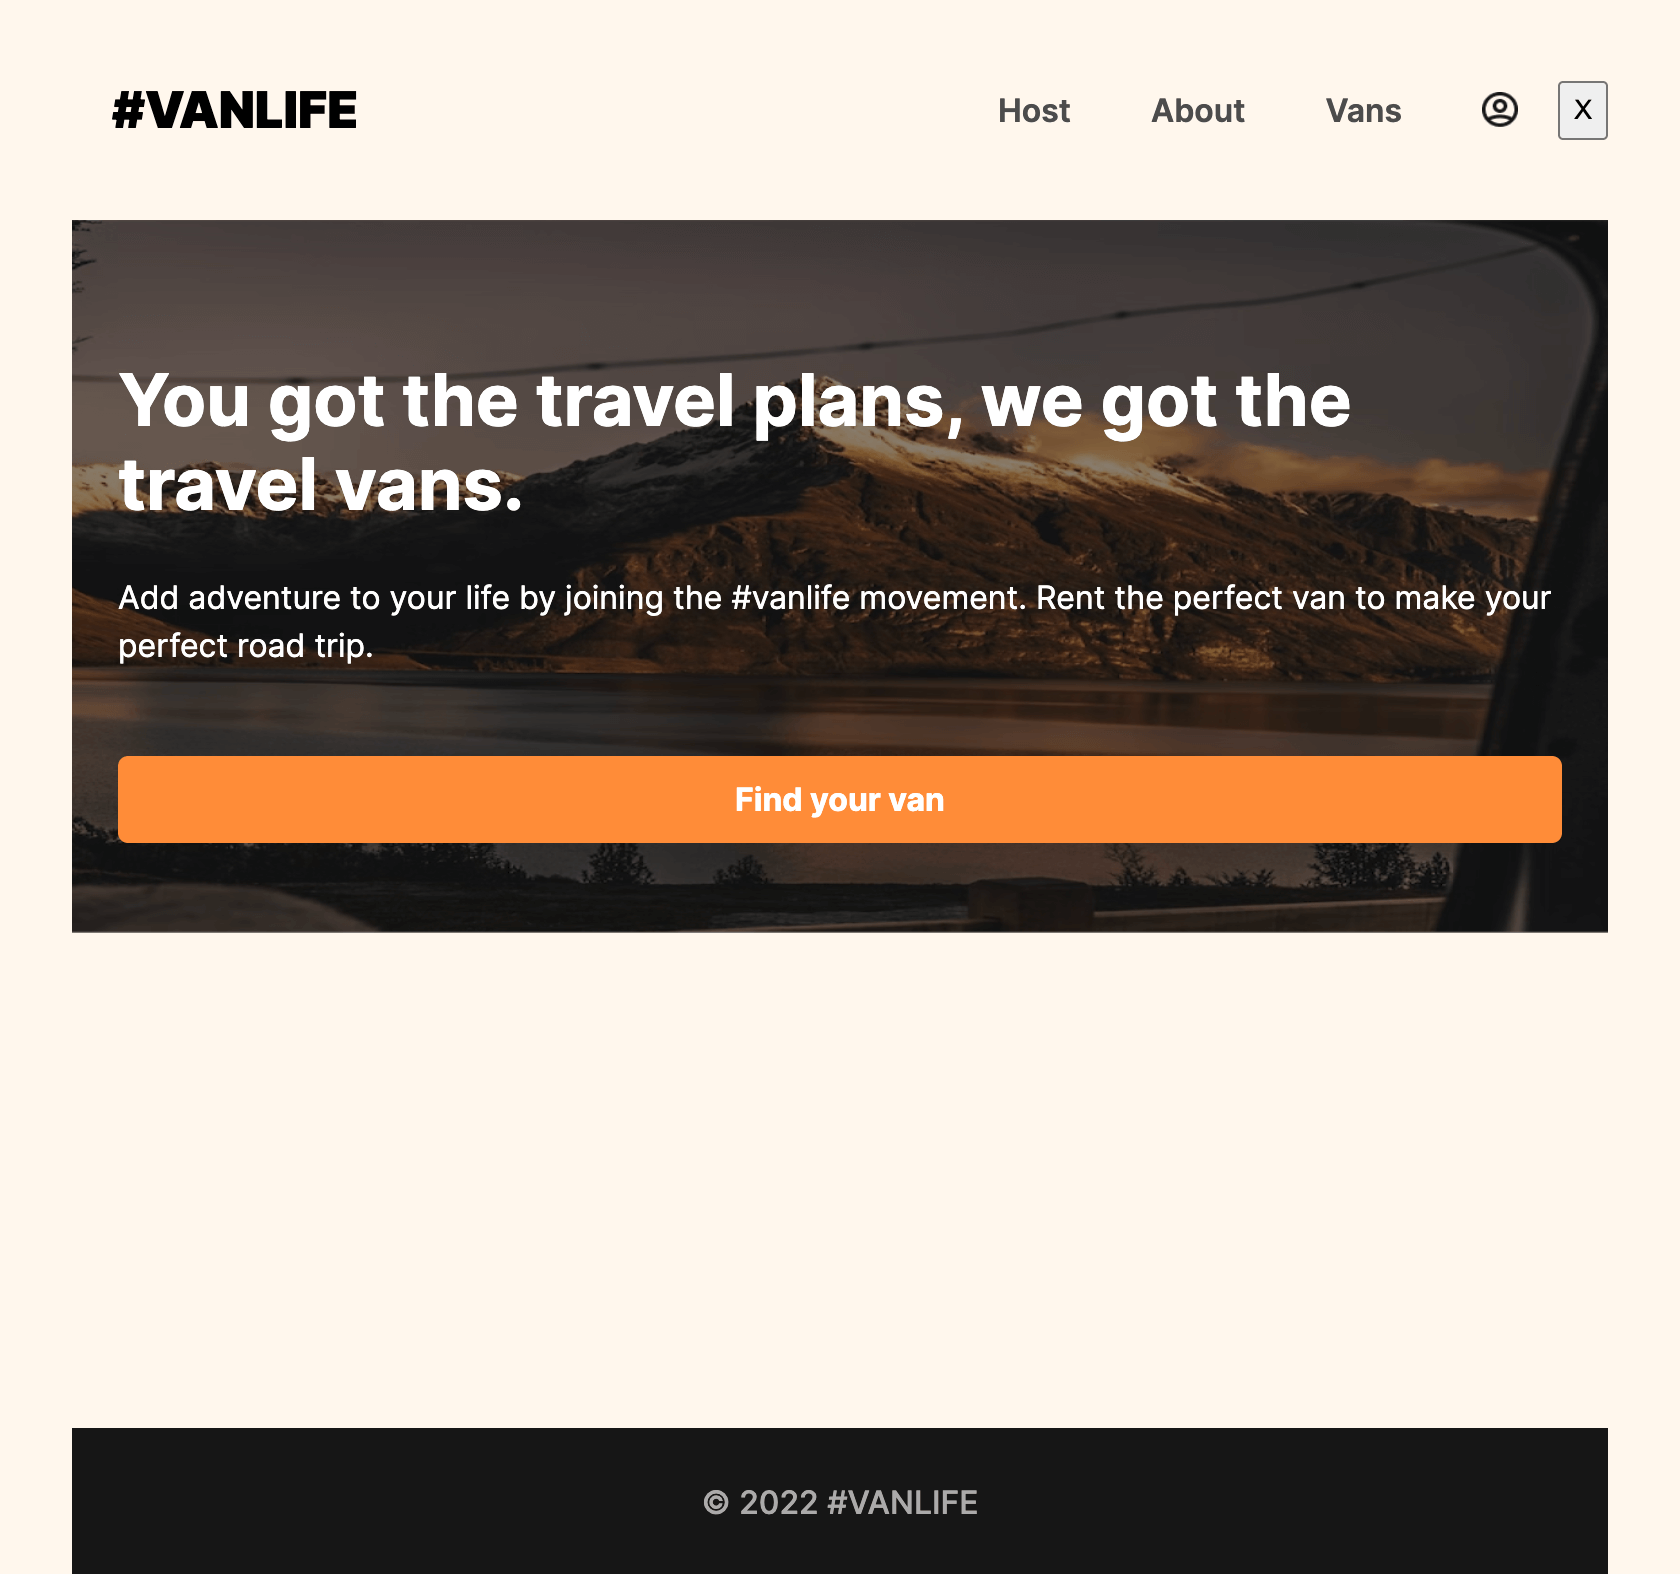 #VANLIFE
Host About Vans X
You got the travel plans, we got the
travel vans.
Add adventure to your life by joining the #vanlife movement. Rent the perfect van to make your
perfect road trip.
Find your van
© 2022 #VANLIFE